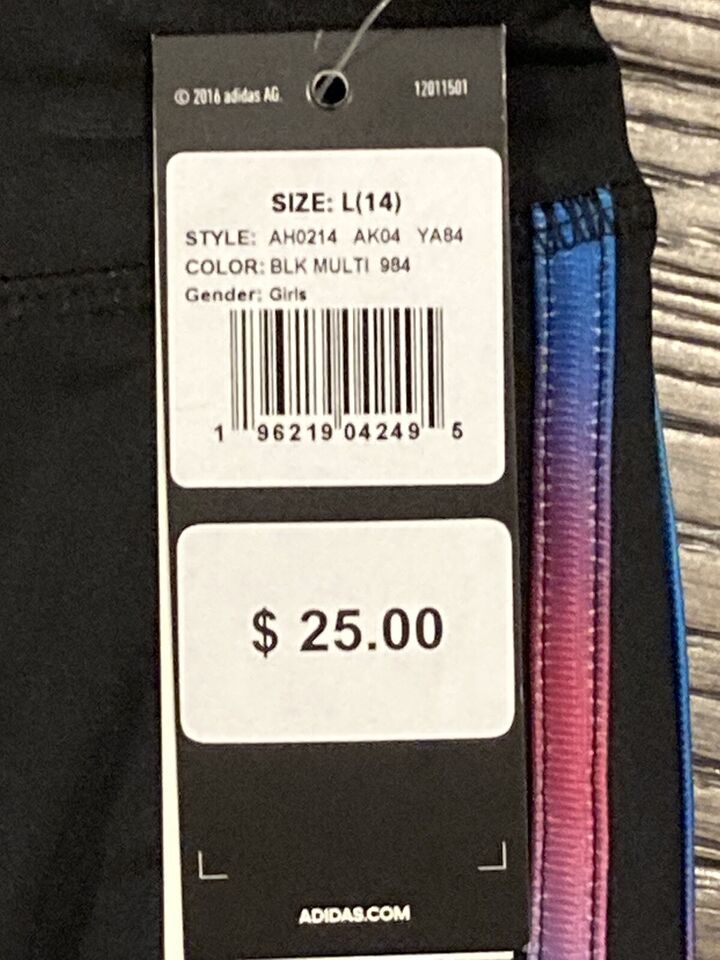 © 2016 adidas AG.
12011501
SIZE: L(14)
STYLE: AH0214 AK04 YA84
COLOR: BLK MULTI 984
Gender: Girls
1 96219 04249 5
$ 25.00
ADIDAS.COM